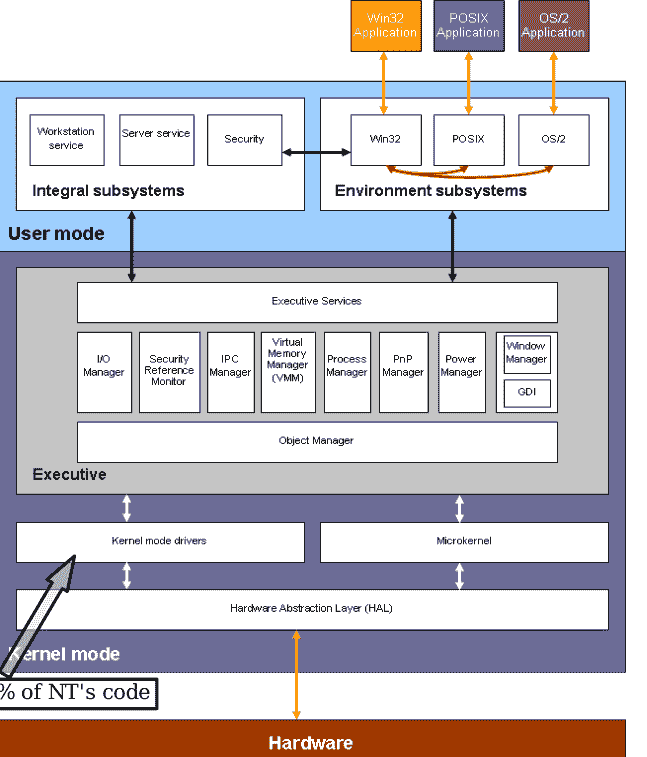 Win32
Application
POSIX
Application
OS/2
Application
Workstation
service
Server service
Security
Win32
POSIX
OS/2
Integral subsystems
Environment subsystems
User mode
Executive Services
I/O
Manager
Security
Reference
Monitor
IPC
Manager
Virtual
Memory
Manager
(VMM)
Process
Manager
PnP
Manager
Power
Manager
Window
Manager
GDI
Object Manager
Executive
Kernel mode drivers
Microkernel
Hardware Abstraction Layer (HAL)
Kernel mode
% of NT's code
Hardware